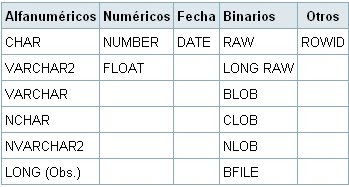 Alfanuméricos Numéricos Fecha Binarios Otros
CHAR NUMBER DATE RAW ROWID
VARCHAR2 FLOAT LONG RAW
VARCHAR BLOB
NCHAR CLOB
NVARCHAR2 NLOB
LONG (Obs.) BFILE